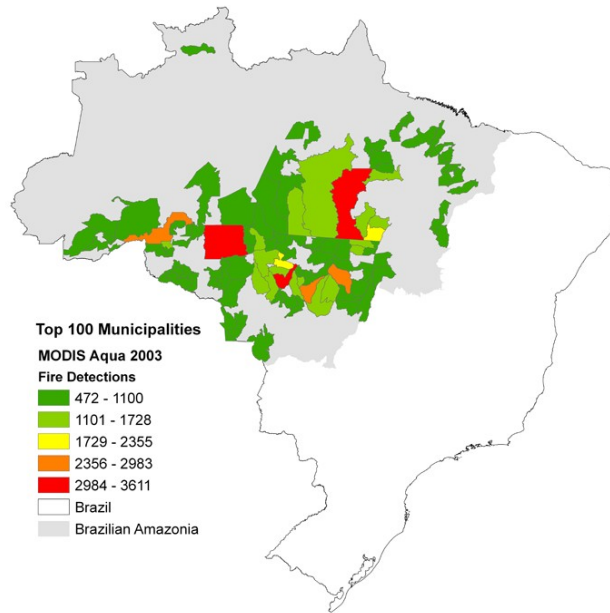 Top 100 Municipalities
MODIS Aqua 2003
Fire Detections
472 - 1100
1101 - 1728
1729 - 2355
2356 - 2983
2984 - 3611
Brazil
Brazilian Amazonia